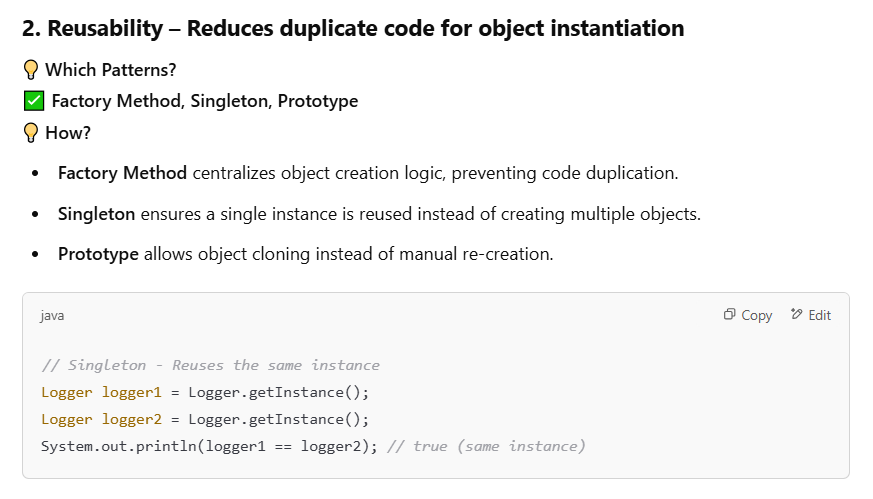 2. Reusability – Reduces duplicate code for object instantiation
💡 Which Patterns?
✅ Factory Method, Singleton, Prototype
💡 How?
• Factory Method centralizes object creation logic, preventing code duplication.
• Singleton ensures a single instance is reused instead of creating multiple objects.
• Prototype allows object cloning instead of manual re-creation.
java Copy Edit
// Singleton - Reuses the same instance
Logger logger1 = Logger.getInstance();
Logger logger2 = Logger.getInstance();
System.out.println(logger1 == logger2); // true (same instance)